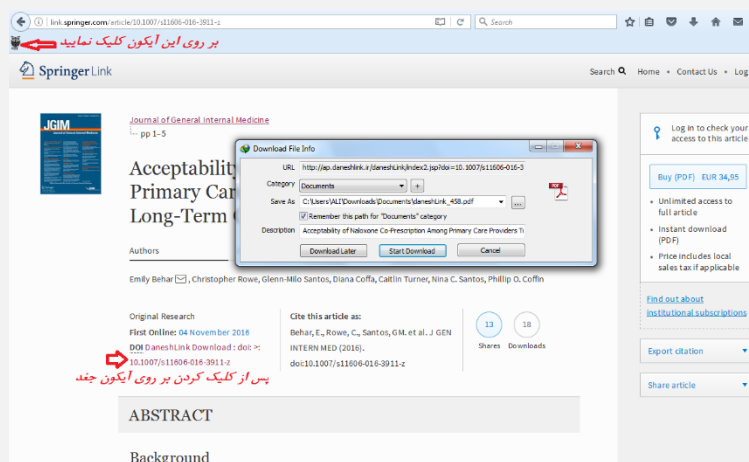 link.springer.com/article/10.1007/s11606-016-3911-z
Search
بر روی این آیکون کلیک نمایید
Springer Link
Search
Home • Contact Us • Log
JGIM
Journal of General Internal Medicine
pp 1-5
Acceptability
Primary Car
Long-Term
Authors
Emily Behar, Christopher Rowe, Glenn-Milo Santos, Diana Coffa, Caitlin Turner, Nina C. Santos, Phillip O. Coffin
Download File Info
URL http://ap.daneshlink.ir/daneshLink/index2.jsp?doi=10.1007/s11606-016-3
Category Documents
+
Save As C:\Users\ALI\Downloads\Documents\daneshLink_458.pdf
...
PDF
Remember this path for "Documents" category
Description Acceptability of Naloxone Co-Prescription Among Primary Care Providers Tr
Download Later Start Download Cancel
Original Research
First Online: 04 November 2016
DOI DaneshLink Download : doi: >:
10.1007/s11606-016-3911-z
پس از کلیک کردن بر روی آیکون جغد
Cite this article as:
Behar, E., Rowe, C., Santos, GM. et al. J GEN
INTERN MED (2016).
doi:10.1007/s11606-016-3911-z
13 18
Shares Downloads
ABSTRACT
Background
Log in to check your
access to this article
Buy (PDF) EUR 34,95
• Unlimited access to
full article
• Instant download
(PDF)
• Price includes local
sales tax if applicable
Find out about
institutional subscriptions
Export citation
Share article